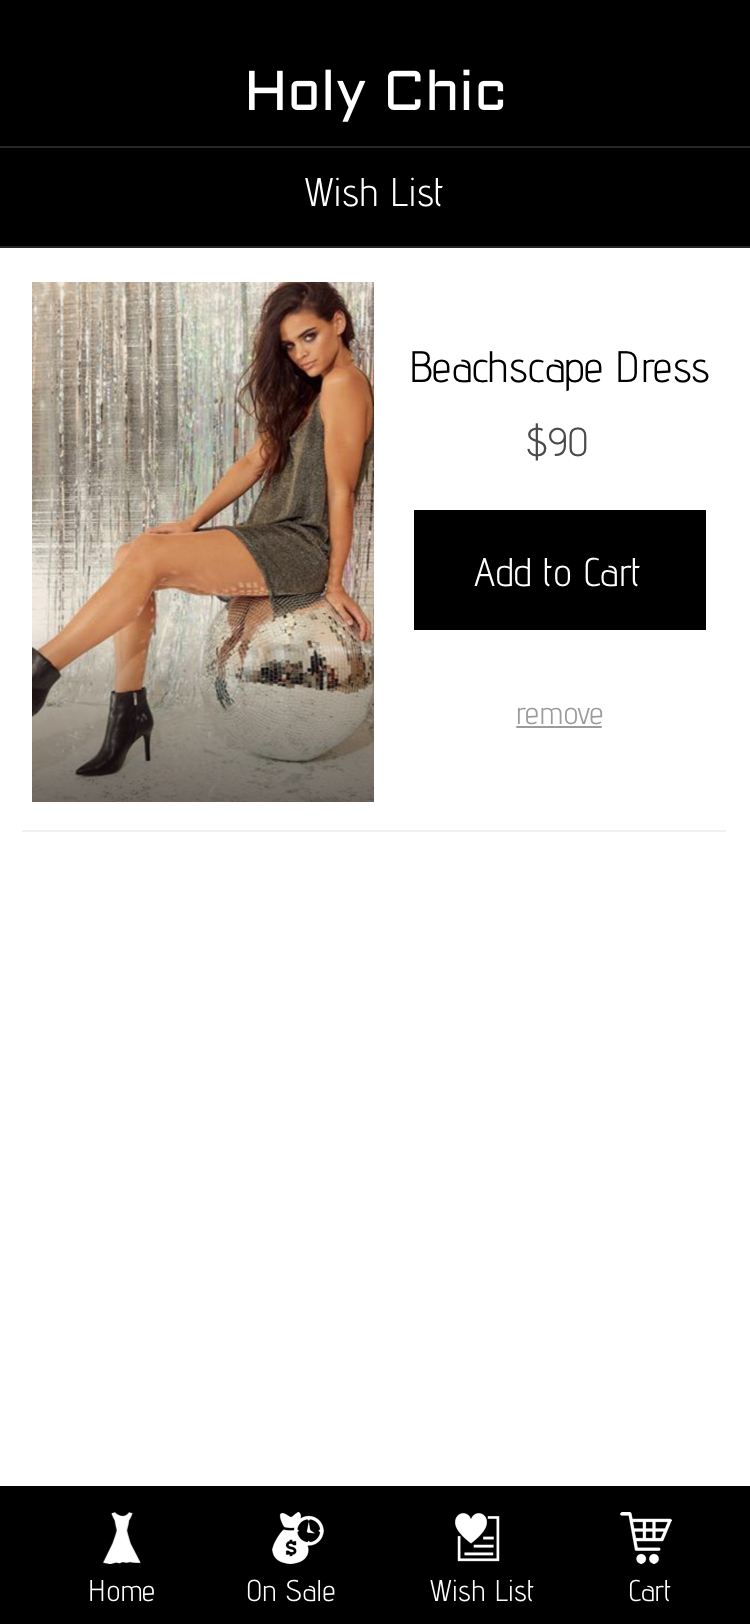 Holy Chic
Wish List
Beachscape Dress
$90
Add to Cart
remove
Home
On Sale
Wish List
Cart